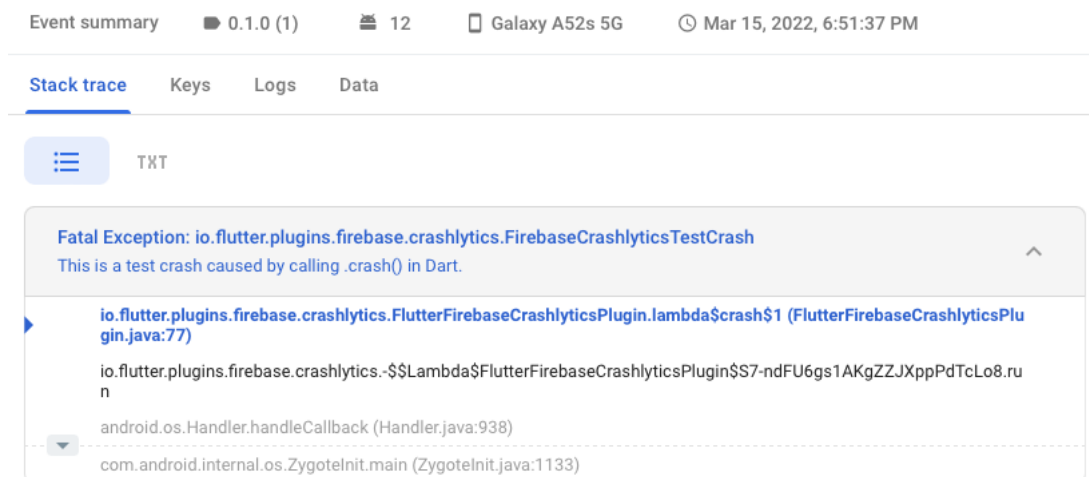 Event summary 0.1.0 (1) 12 Galaxy A52s 5G Mar 15, 2022, 6:51:37 PM
Stack trace Keys Logs Data
TXT
Fatal Exception: io.flutter.plugins.firebase.crashlytics.FirebaseCrashlyticsTestCrash
This is a test crash caused by calling .crash() in Dart.
io.flutter.plugins.firebase.crashlytics.FlutterFirebaseCrashlyticsPlugin.lambda$crash$1 (FlutterFirebaseCrashlyticsPlu
gin.java:77)
io.flutter.plugins.firebase.crashlytics.-$$Lambda$FlutterFirebaseCrashlyticsPlugin$S7-ndFU6gs1AKgZZJXppPdTcLo8.ru
n
android.os.Handler.handleCallback (Handler.java:938)
com.android.internal.os.ZygoteInit.main (ZygoteInit.java:1133)